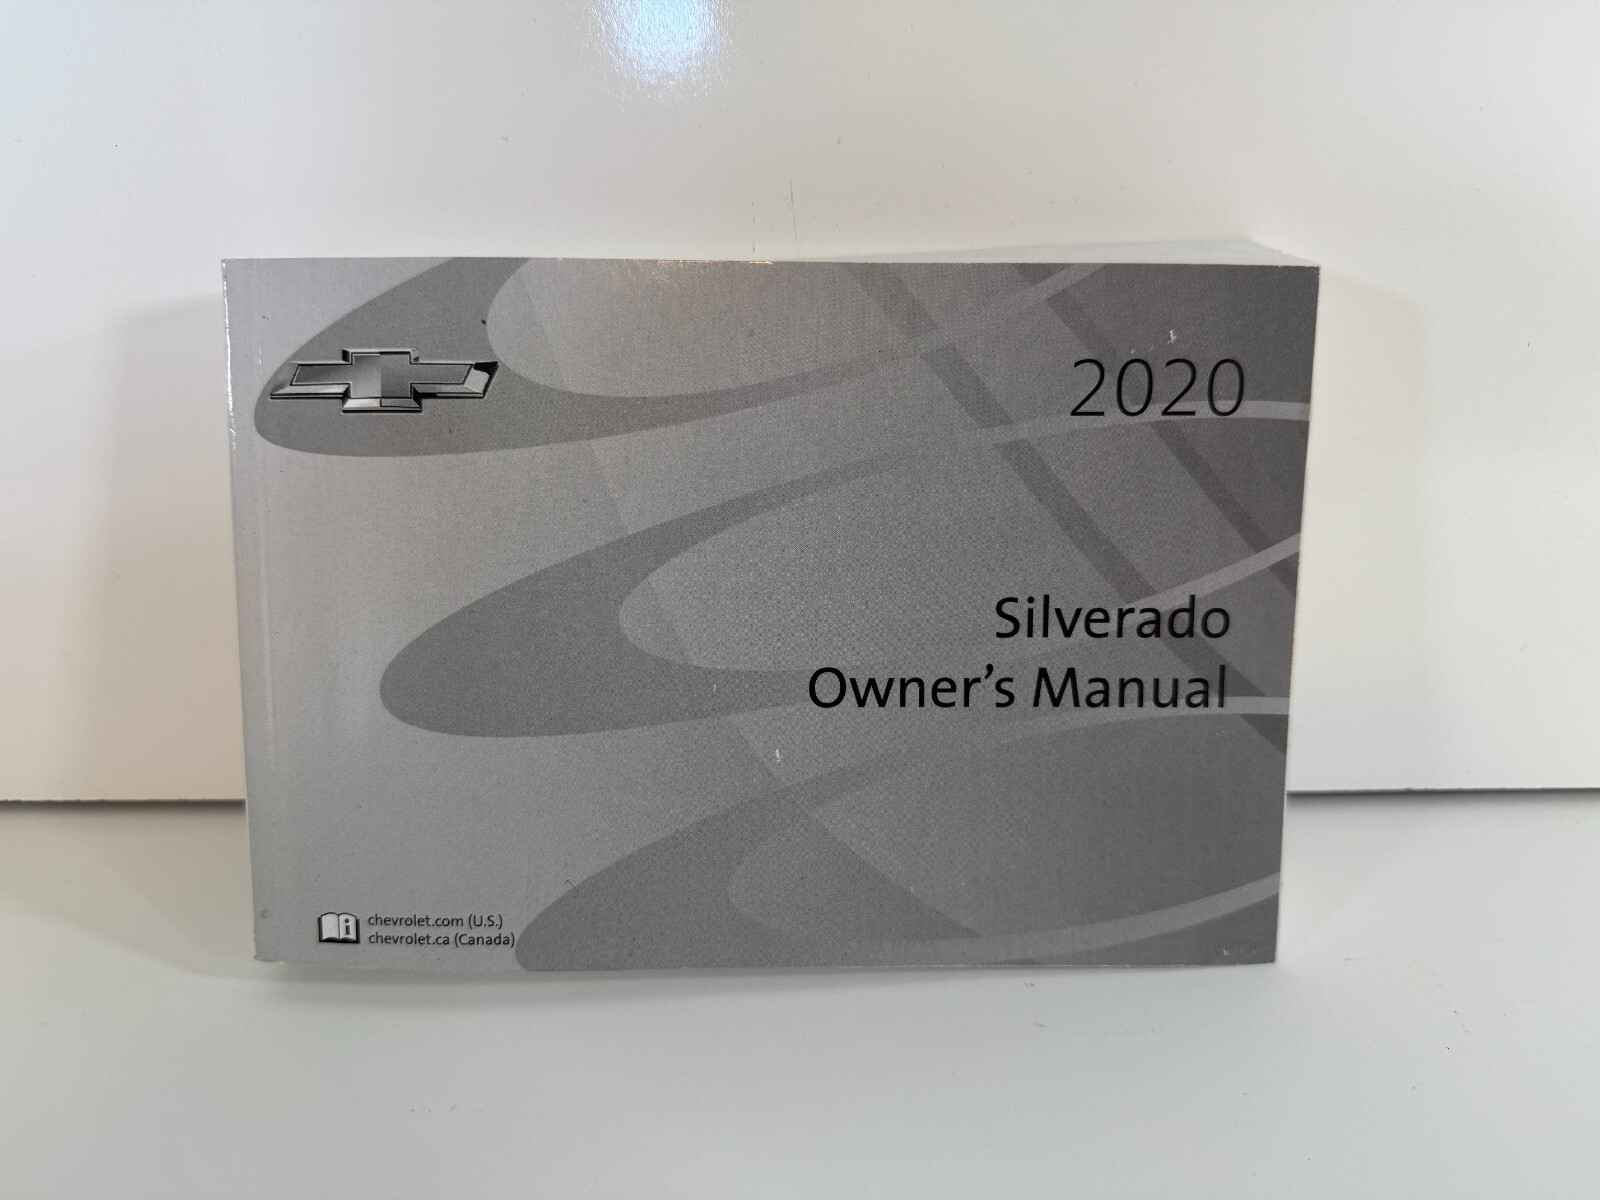 2020
Silverado
Owner's Manual
chevrolet.com (U.S.)
chevrolet.ca (Canada)